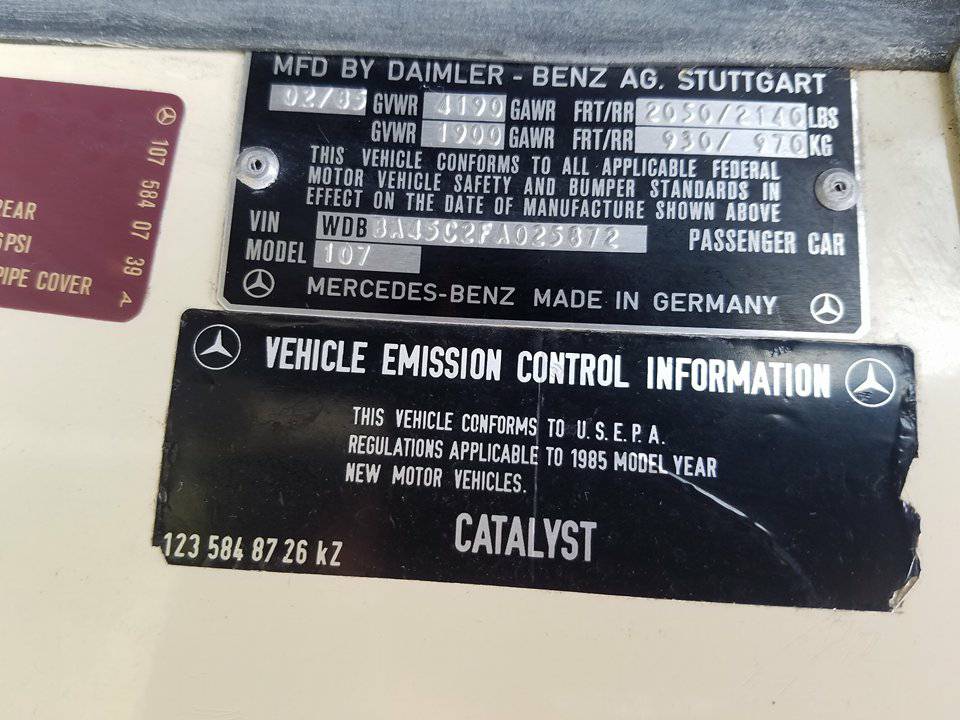 MFD BY DAIMLER - BENZ AG. STUTTGART
02/85 GVWR 4190 GAWR FRT/RR 2050/2140 LBS
GVWR 1900 GAWR FRT/RR 930/ 970 KG
THIS VEHICLE CONFORMS TO ALL APPLICABLE FEDERAL
MOTOR VEHICLE SAFETY AND BUMPER STANDARDS IN
EFFECT ON THE DATE OF MANUFACTURE SHOWN ABOVE
VIN WDBBA45C2FA025872 PASSENGER CAR
MODEL 107
MERCEDES-BENZ MADE IN GERMANY
107 584 07 39 A
REAR
PSI
PIPE COVER
VEHICLE EMISSION CONTROL INFORMATION
THIS VEHICLE CONFORMS TO U.S.E.P.A.
REGULATIONS APPLICABLE TO 1985 MODEL YEAR
NEW MOTOR VEHICLES.
CATALYST
123 584 87 26 kZ